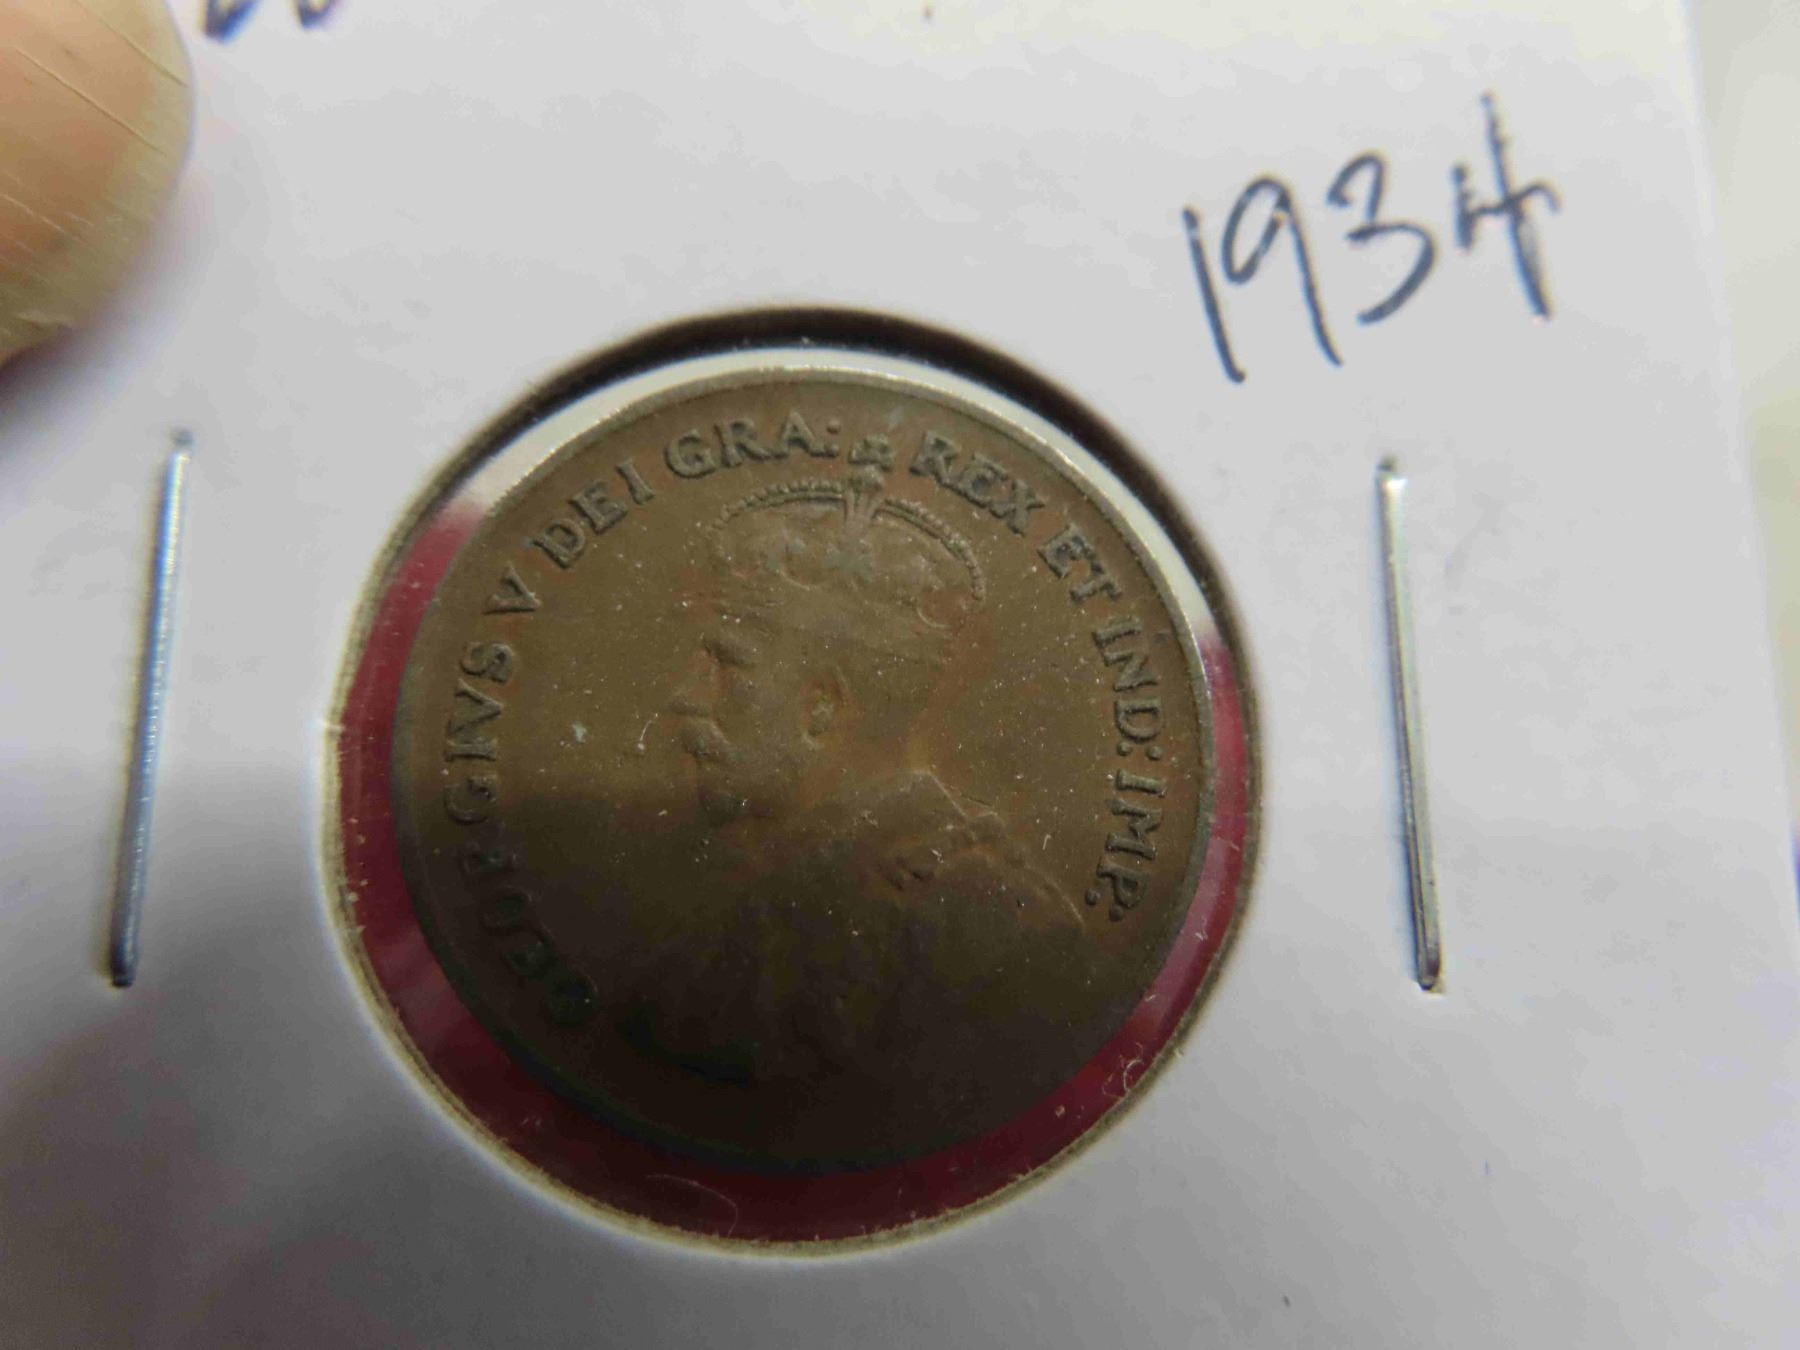 1934
GEORGIVS V DEI GRA: REX ET IND: IMP.